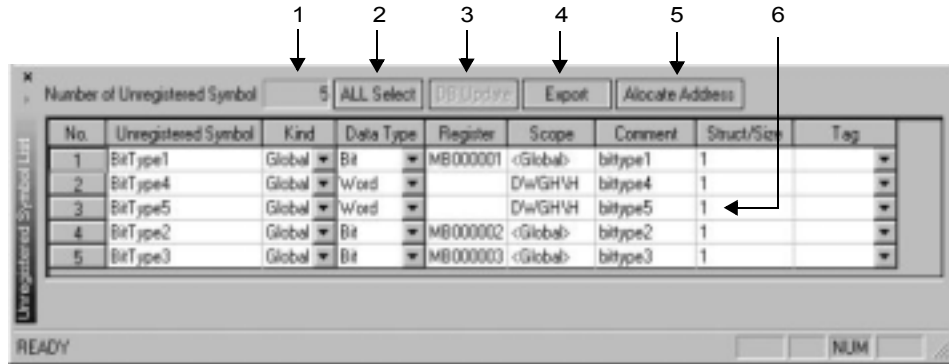 1 2 3 4 5 6
Number of Unregistered Symbol 5 ALL Select DB Update Export Alocate Address
No. Unregistered Symbol Kind Data Type Register Scope Comment Struct/Size Tag
1 BitType1 Global Bit MB000001 <Global> bittype1 1
2 BitType4 Global Word DWGH\H bittype4 1
3 BitType5 Global Word DWGH\H bittype5 1
4 BitType2 Global Bit MB000002 <Global> bittype2 1
5 BitType3 Global Bit MB000003 <Global> bittype3 1
Unregistered Symbol List
READY NUM